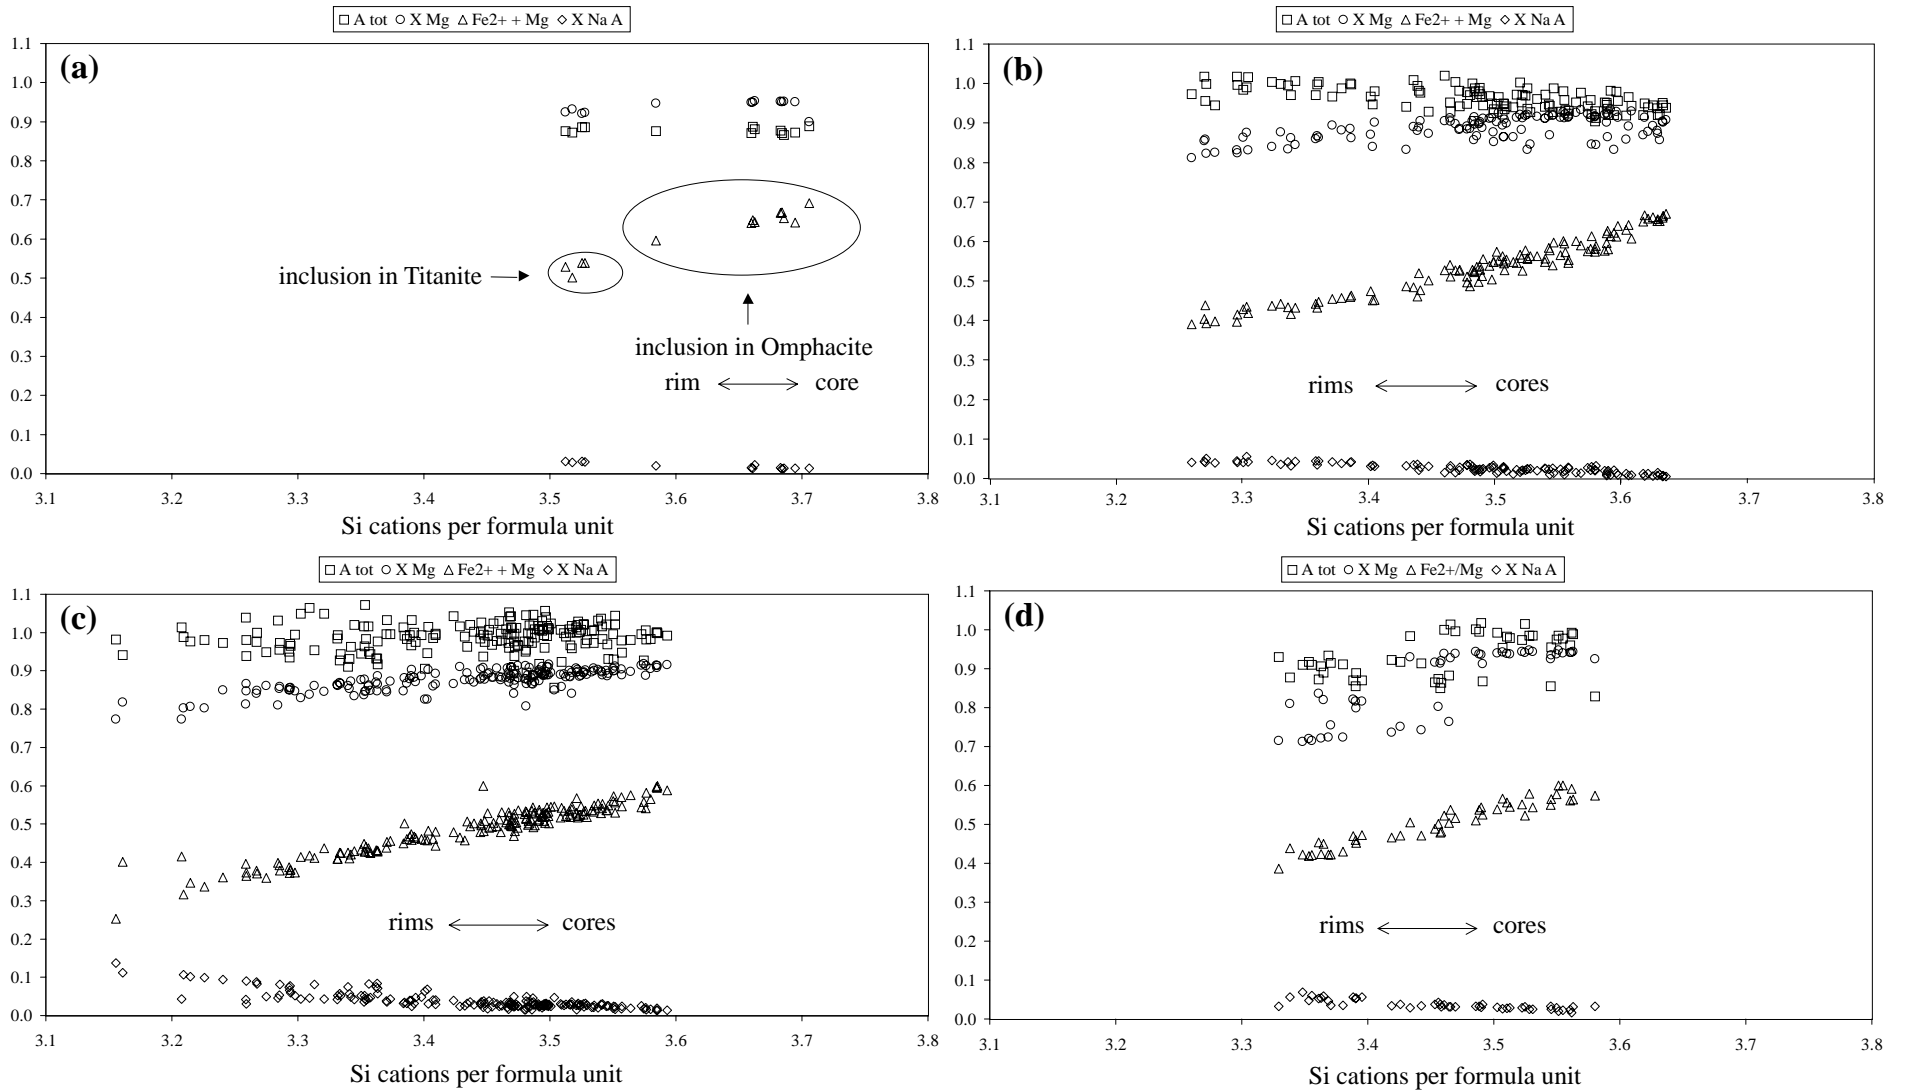 A tot X Mg Fe2+ + Mg X Na A
(a)
1.1
1.0
0.9
0.8
0.7
0.6
0.5
0.4
0.3
0.2
0.1
0.0
inclusion in Titanite
inclusion in Omphacite
rim core
3.1 3.2 3.3 3.4 3.5 3.6 3.7 3.8
Si cations per formula unit
A tot X Mg Fe2+ + Mg X Na A
(b)
1.1
1.0
0.9
0.8
0.7
0.6
0.5
0.4
0.3
0.2
0.1
0.0
rims cores
3.1 3.2 3.3 3.4 3.5 3.6 3.7 3.8
Si cations per formula unit
A tot X Mg Fe2+ + Mg X Na A
(c)
1.1
1.0
0.9
0.8
0.7
0.6
0.5
0.4
0.3
0.2
0.1
0.0
rims cores
3.1 3.2 3.3 3.4 3.5 3.6 3.7 3.8
Si cations per formula unit
A tot X Mg Fe2+/Mg X Na A
(d)
1.1
1.0
0.9
0.8
0.7
0.6
0.5
0.4
0.3
0.2
0.1
0.0
rims cores
3.1 3.2 3.3 3.4 3.5 3.6 3.7 3.8
Si cations per formula unit